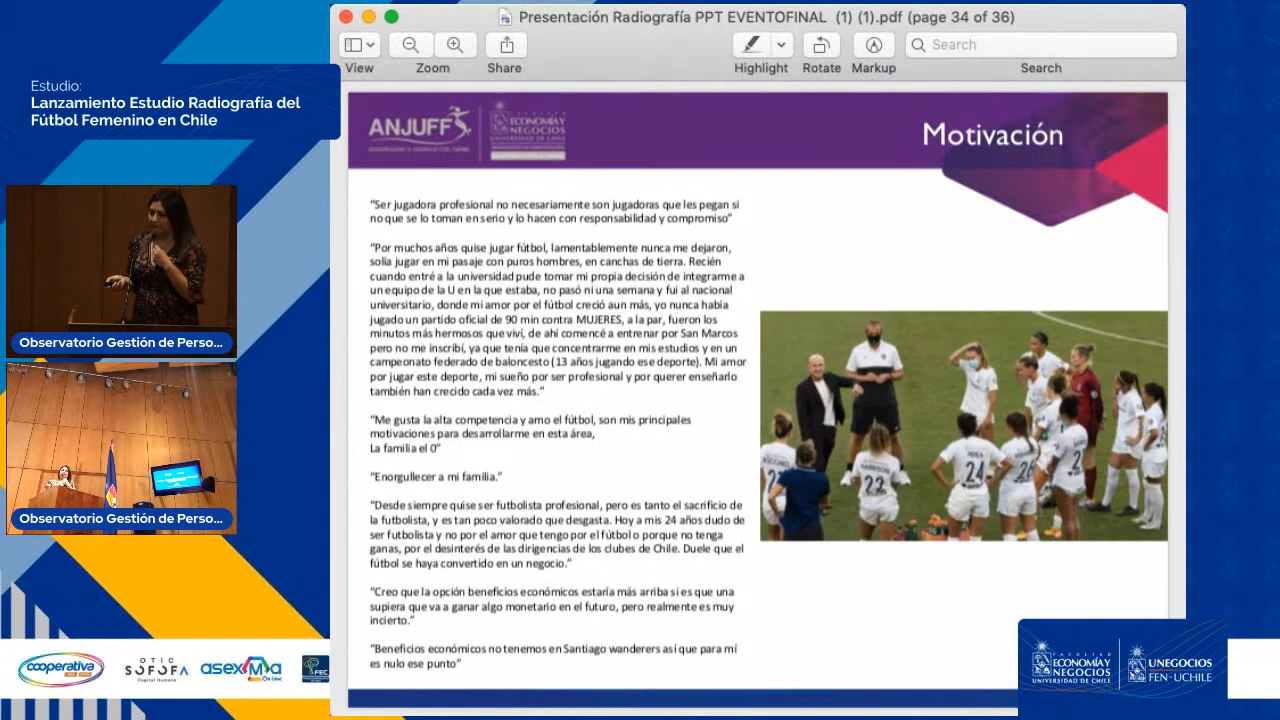 Presentación Radiografía PPT EVENTOFINAL (1) (1).pdf (page 34 of 36)
Search
View
Zoom
Share
Highlight
Rotate
Markup
Search
Estudio:
Lanzamiento Estudio Radiografía del
Fútbol Femenino en Chile
Observatorio Gestión de Perso...
Observatorio Gestión de Perso...
ANJUFF
ECONOMÍA Y
NEGOCIOS
UNIVERSIDAD DE CHILE
Motivación
“Ser jugadora profesional no necesariamente son jugadoras que les pegan si
no que se lo toman en serio y lo hacen con responsabilidad y compromiso”
“Por muchos años quise jugar fútbol, lamentablemente nunca me dejaron,
solía jugar en mi pasaje con puros hombres, en canchas de tierra. Recién
cuando entré a la universidad pude tomar mi propia decisión de integrarme a
un equipo de la U en la que estaba, no pasó ni una semana y fui al nacional
universitario, donde mi amor por el fútbol creció aun más, yo nunca había
jugado un partido oficial de 90 min contra MUJERES, a la par, fueron los
minutos más hermosos que viví, de ahí comencé a entrenar por San Marcos
pero no me inscribí, ya que tenía que concentrarme en mis estudios y en un
campeonato federado de baloncesto (13 años jugando ese deporte). Mi amor
por jugar este deporte, mi sueño por ser profesional y por querer enseñarlo
también han crecido cada vez más.”
“Me gusta la alta competencia y amo el fútbol, son mis principales
motivaciones para desarrollarme en esta área,
La familia el 0”
“Enorgullecer a mi familia.”
“Desde siempre quise ser futbolista profesional, pero es tanto el sacrificio de
la futbolista, y es tan poco valorado que desgasta. Hoy a mis 24 años dudo de
ser futbolista y no por el amor que tengo por el fútbol o porque no tenga
ganas, por el desinterés de las dirigencias de los clubes de Chile. Duele que el
fútbol se haya convertido en un negocio.”
“Creo que la opción beneficios económicos estaría más arriba si es que una
supiera que va a ganar algo monetario en el futuro, pero realmente es muy
incierto.”
“Beneficios económicos no tenemos en Santiago wanderers así que para mí
es nulo ese punto”
24
26
23
cooperativa
OTIC
SOFOFA
Capital Humano
asexMa
On Line
FEC
FACULTAD
ECONOMÍA Y
NEGOCIOS
UNIVERSIDAD DE CHILE
UNEGOCIOS
FEN-UCHILE